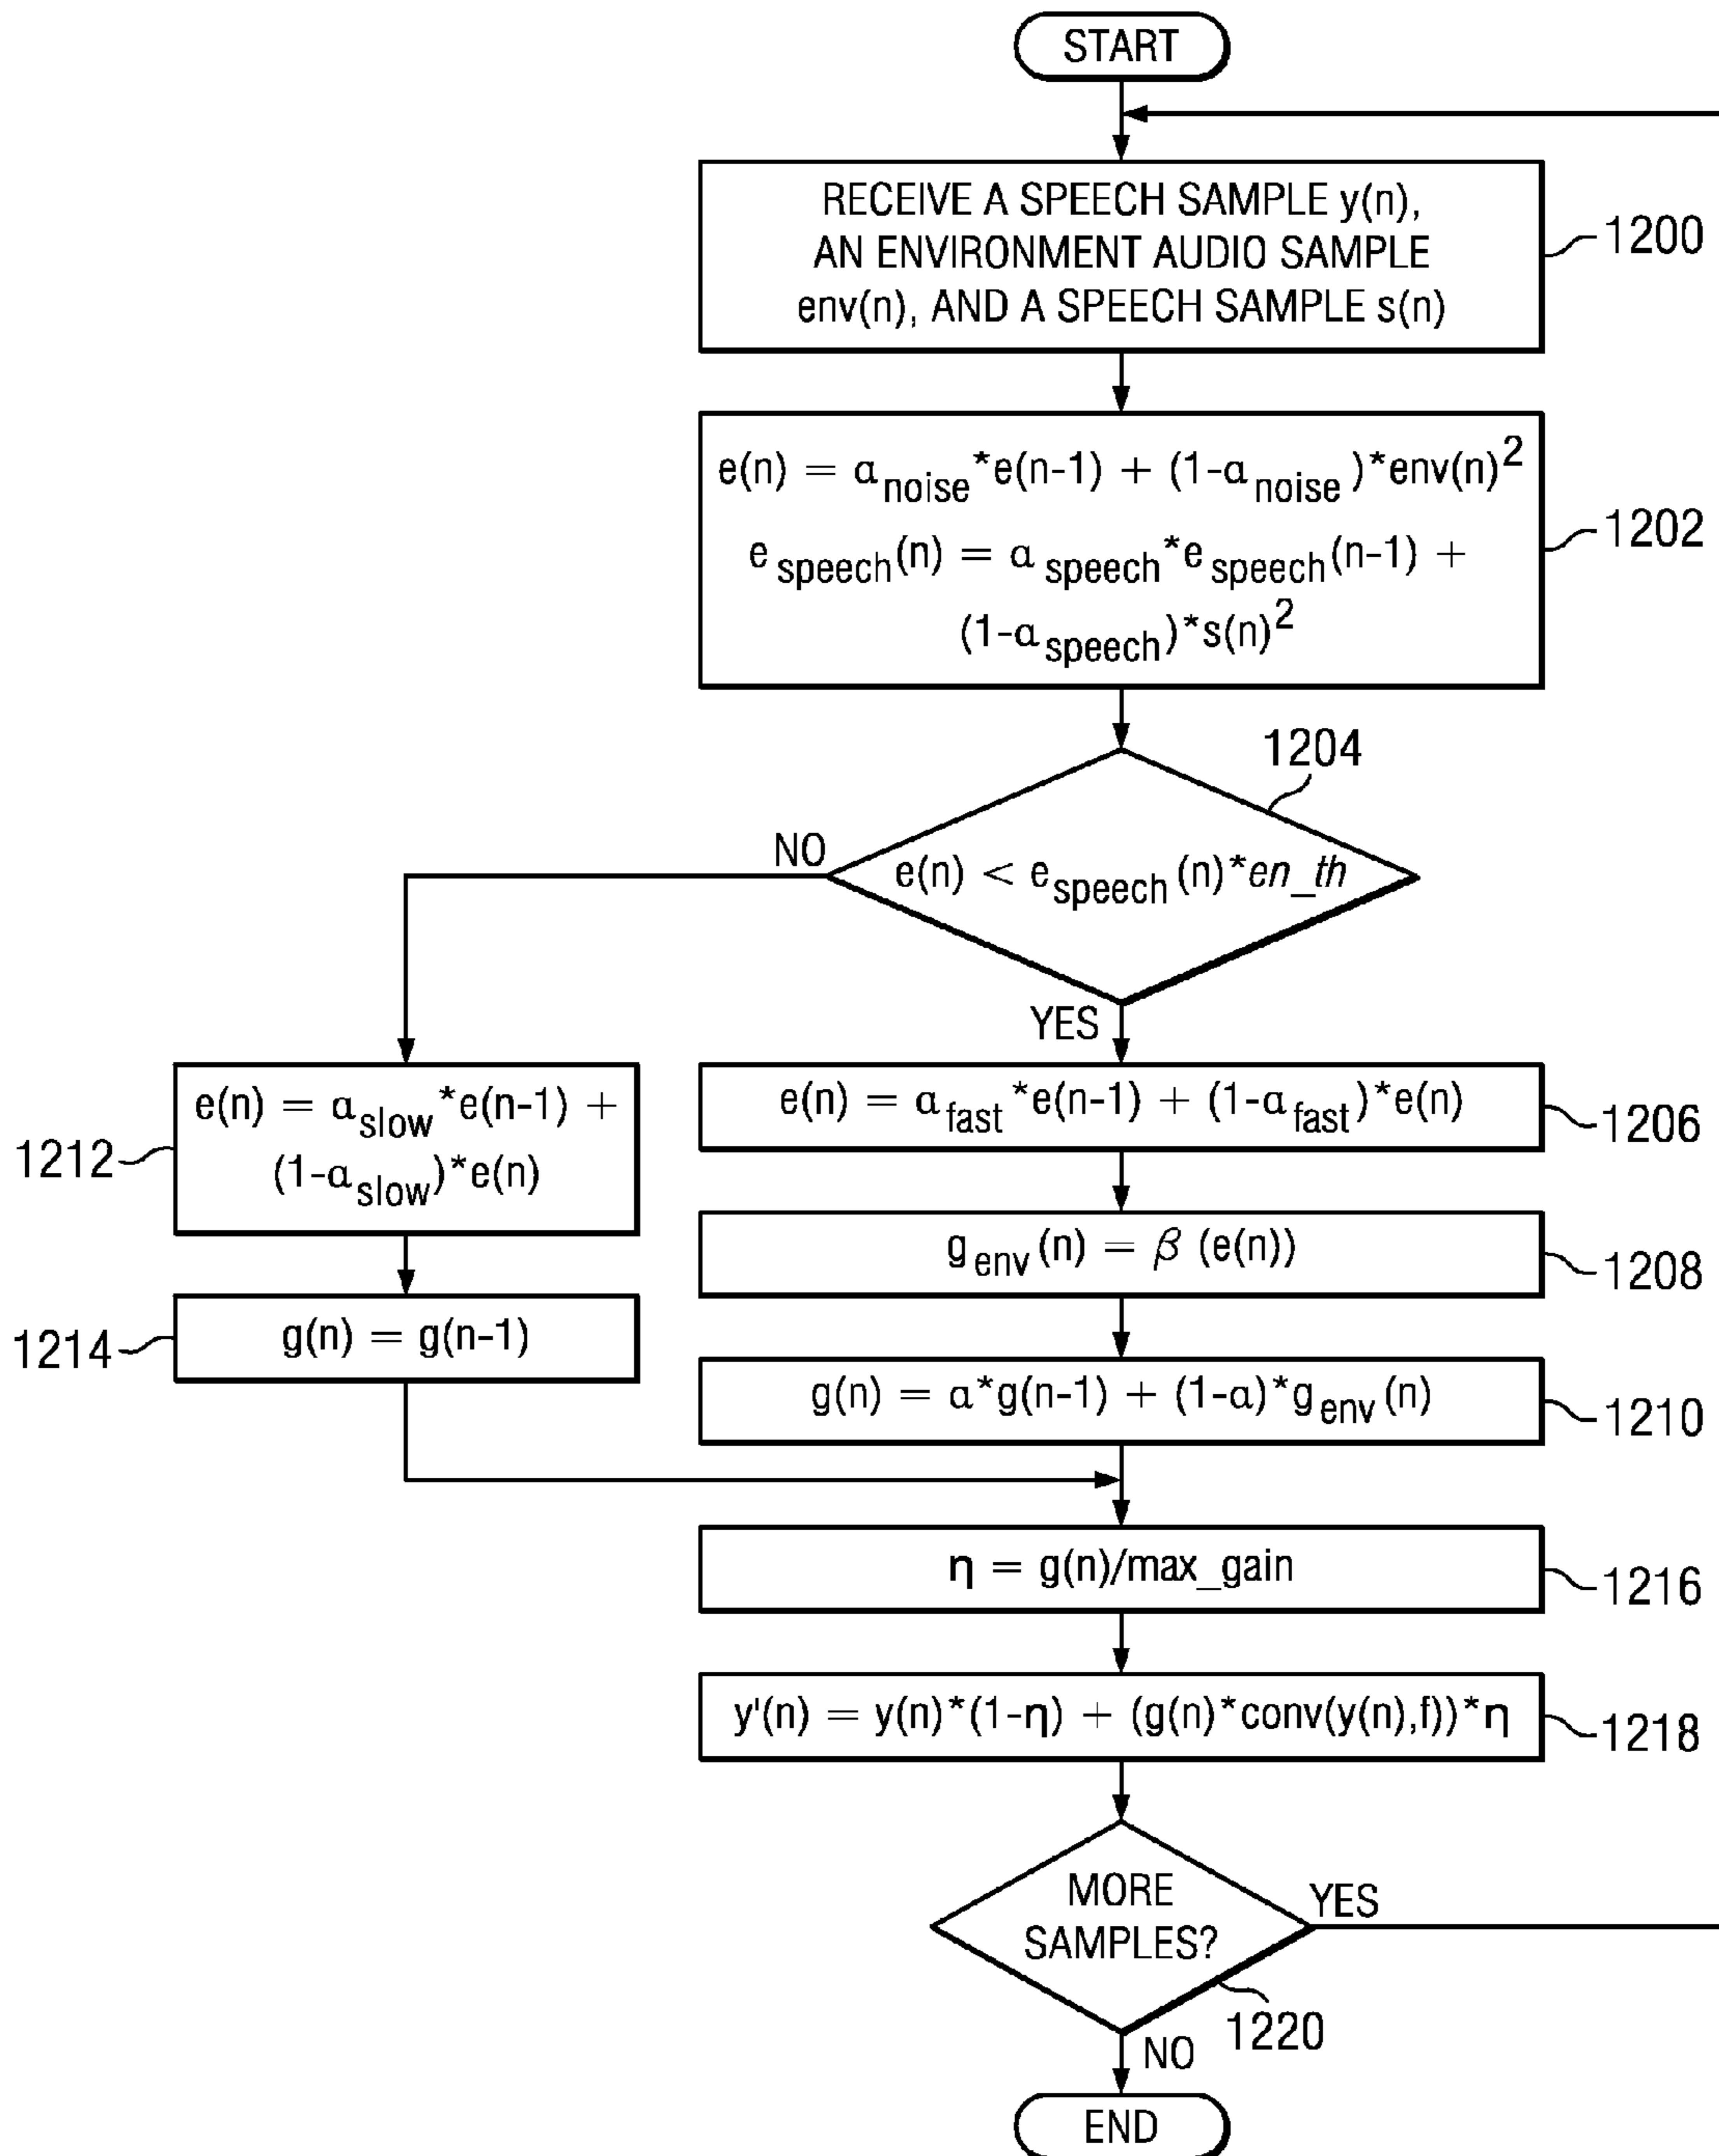 START
RECEIVE A SPEECH SAMPLE y(n),
AN ENVIRONMENT AUDIO SAMPLE
env(n), AND A SPEECH SAMPLE s(n)
1200
e(n) = α_noise*e(n-1) + (1-α_noise)*env(n)²
e_speech(n) = α_speech*e_speech(n-1) +
(1-α_speech)*s(n)²
1202
1204
e(n) < e_speech(n)*en_th
NO
YES
e(n) = α_slow*e(n-1) +
(1-α_slow)*e(n)
1212
g(n) = g(n-1)
1214
e(n) = α_fast*e(n-1) + (1-α_fast)*e(n)
1206
g_env(n) = β (e(n))
1208
g(n) = α*g(n-1) + (1-α)*g_env(n)
1210
η = g(n)/max_gain
1216
y'(n) = y(n)*(1-η) + (g(n)*conv(y(n),f))*η
1218
MORE
SAMPLES?
YES
1220
NO
END